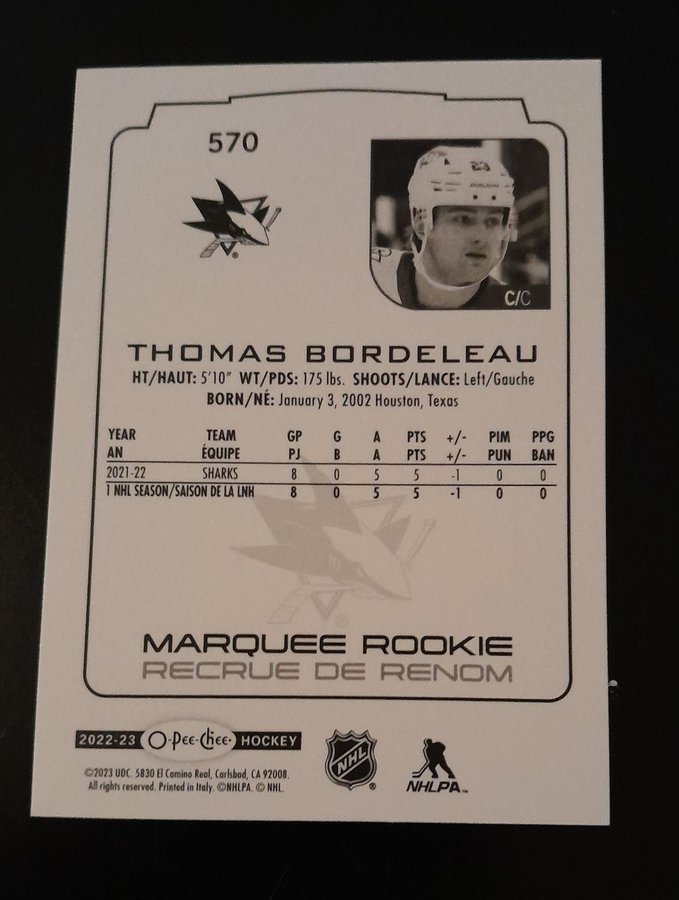 570
23
C/C
THOMAS BORDELEAU
HT/HAUT: 5'10" WT/PDS: 175 lbs. SHOOTS/LANCE: Left/Gauche
BORN/NÉ: January 3, 2002 Houston, Texas
YEAR TEAM GP G A PTS +/- PIM PPG
AN ÉQUIPE PJ B A PTS +/- PUN BAN
2021-22 SHARKS 8 0 5 5 -1 0 0
1 NHL SEASON/SAISON DE LA LNH 8 0 5 5 -1 0 0
MARQUEE ROOKIE
RECRUE DE RENOM
2022-23 O-Pee-Chee HOCKEY
NHL ®
NHLPA™
©2023 UDC. 5830 El Camino Real, Carlsbad, CA 92008.
All rights reserved. Printed in Italy. ©NHLPA. © NHL.